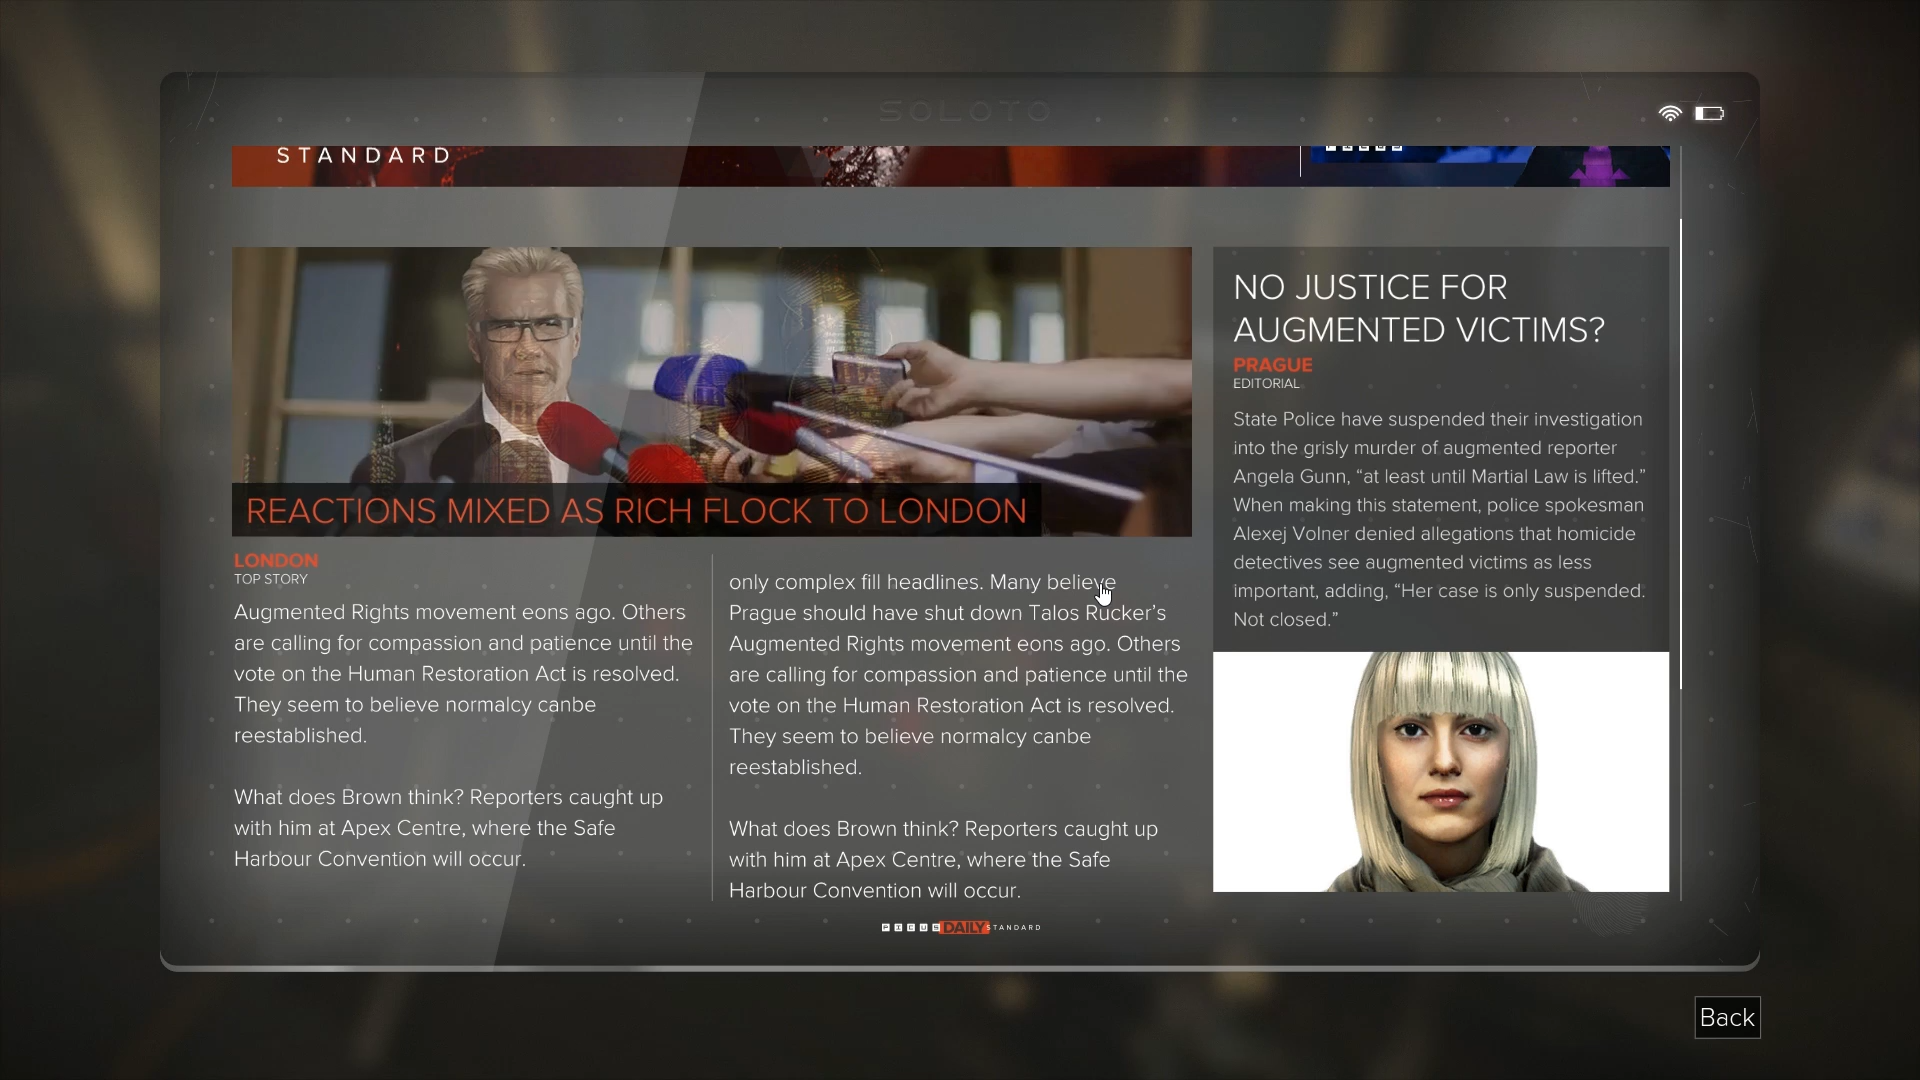 SOLOTO
STANDARD
PICUS
REACTIONS MIXED AS RICH FLOCK TO LONDON
LONDON
TOP STORY
Augmented Rights movement eons ago. Others
are calling for compassion and patience until the
vote on the Human Restoration Act is resolved.
They seem to believe normalcy canbe
reestablished.
What does Brown think? Reporters caught up
with him at Apex Centre, where the Safe
Harbour Convention will occur.
only complex fill headlines. Many believe
Prague should have shut down Talos Rucker’s
Augmented Rights movement eons ago. Others
are calling for compassion and patience until the
vote on the Human Restoration Act is resolved.
They seem to believe normalcy canbe
reestablished.
What does Brown think? Reporters caught up
with him at Apex Centre, where the Safe
Harbour Convention will occur.
NO JUSTICE FOR
AUGMENTED VICTIMS?
PRAGUE
EDITORIAL
State Police have suspended their investigation
into the grisly murder of augmented reporter
Angela Gunn, “at least until Martial Law is lifted.”
When making this statement, police spokesman
Alexej Volner denied allegations that homicide
detectives see augmented victims as less
important, adding, “Her case is only suspended.
Not closed.”
PICUS DAILY STANDARD
Back